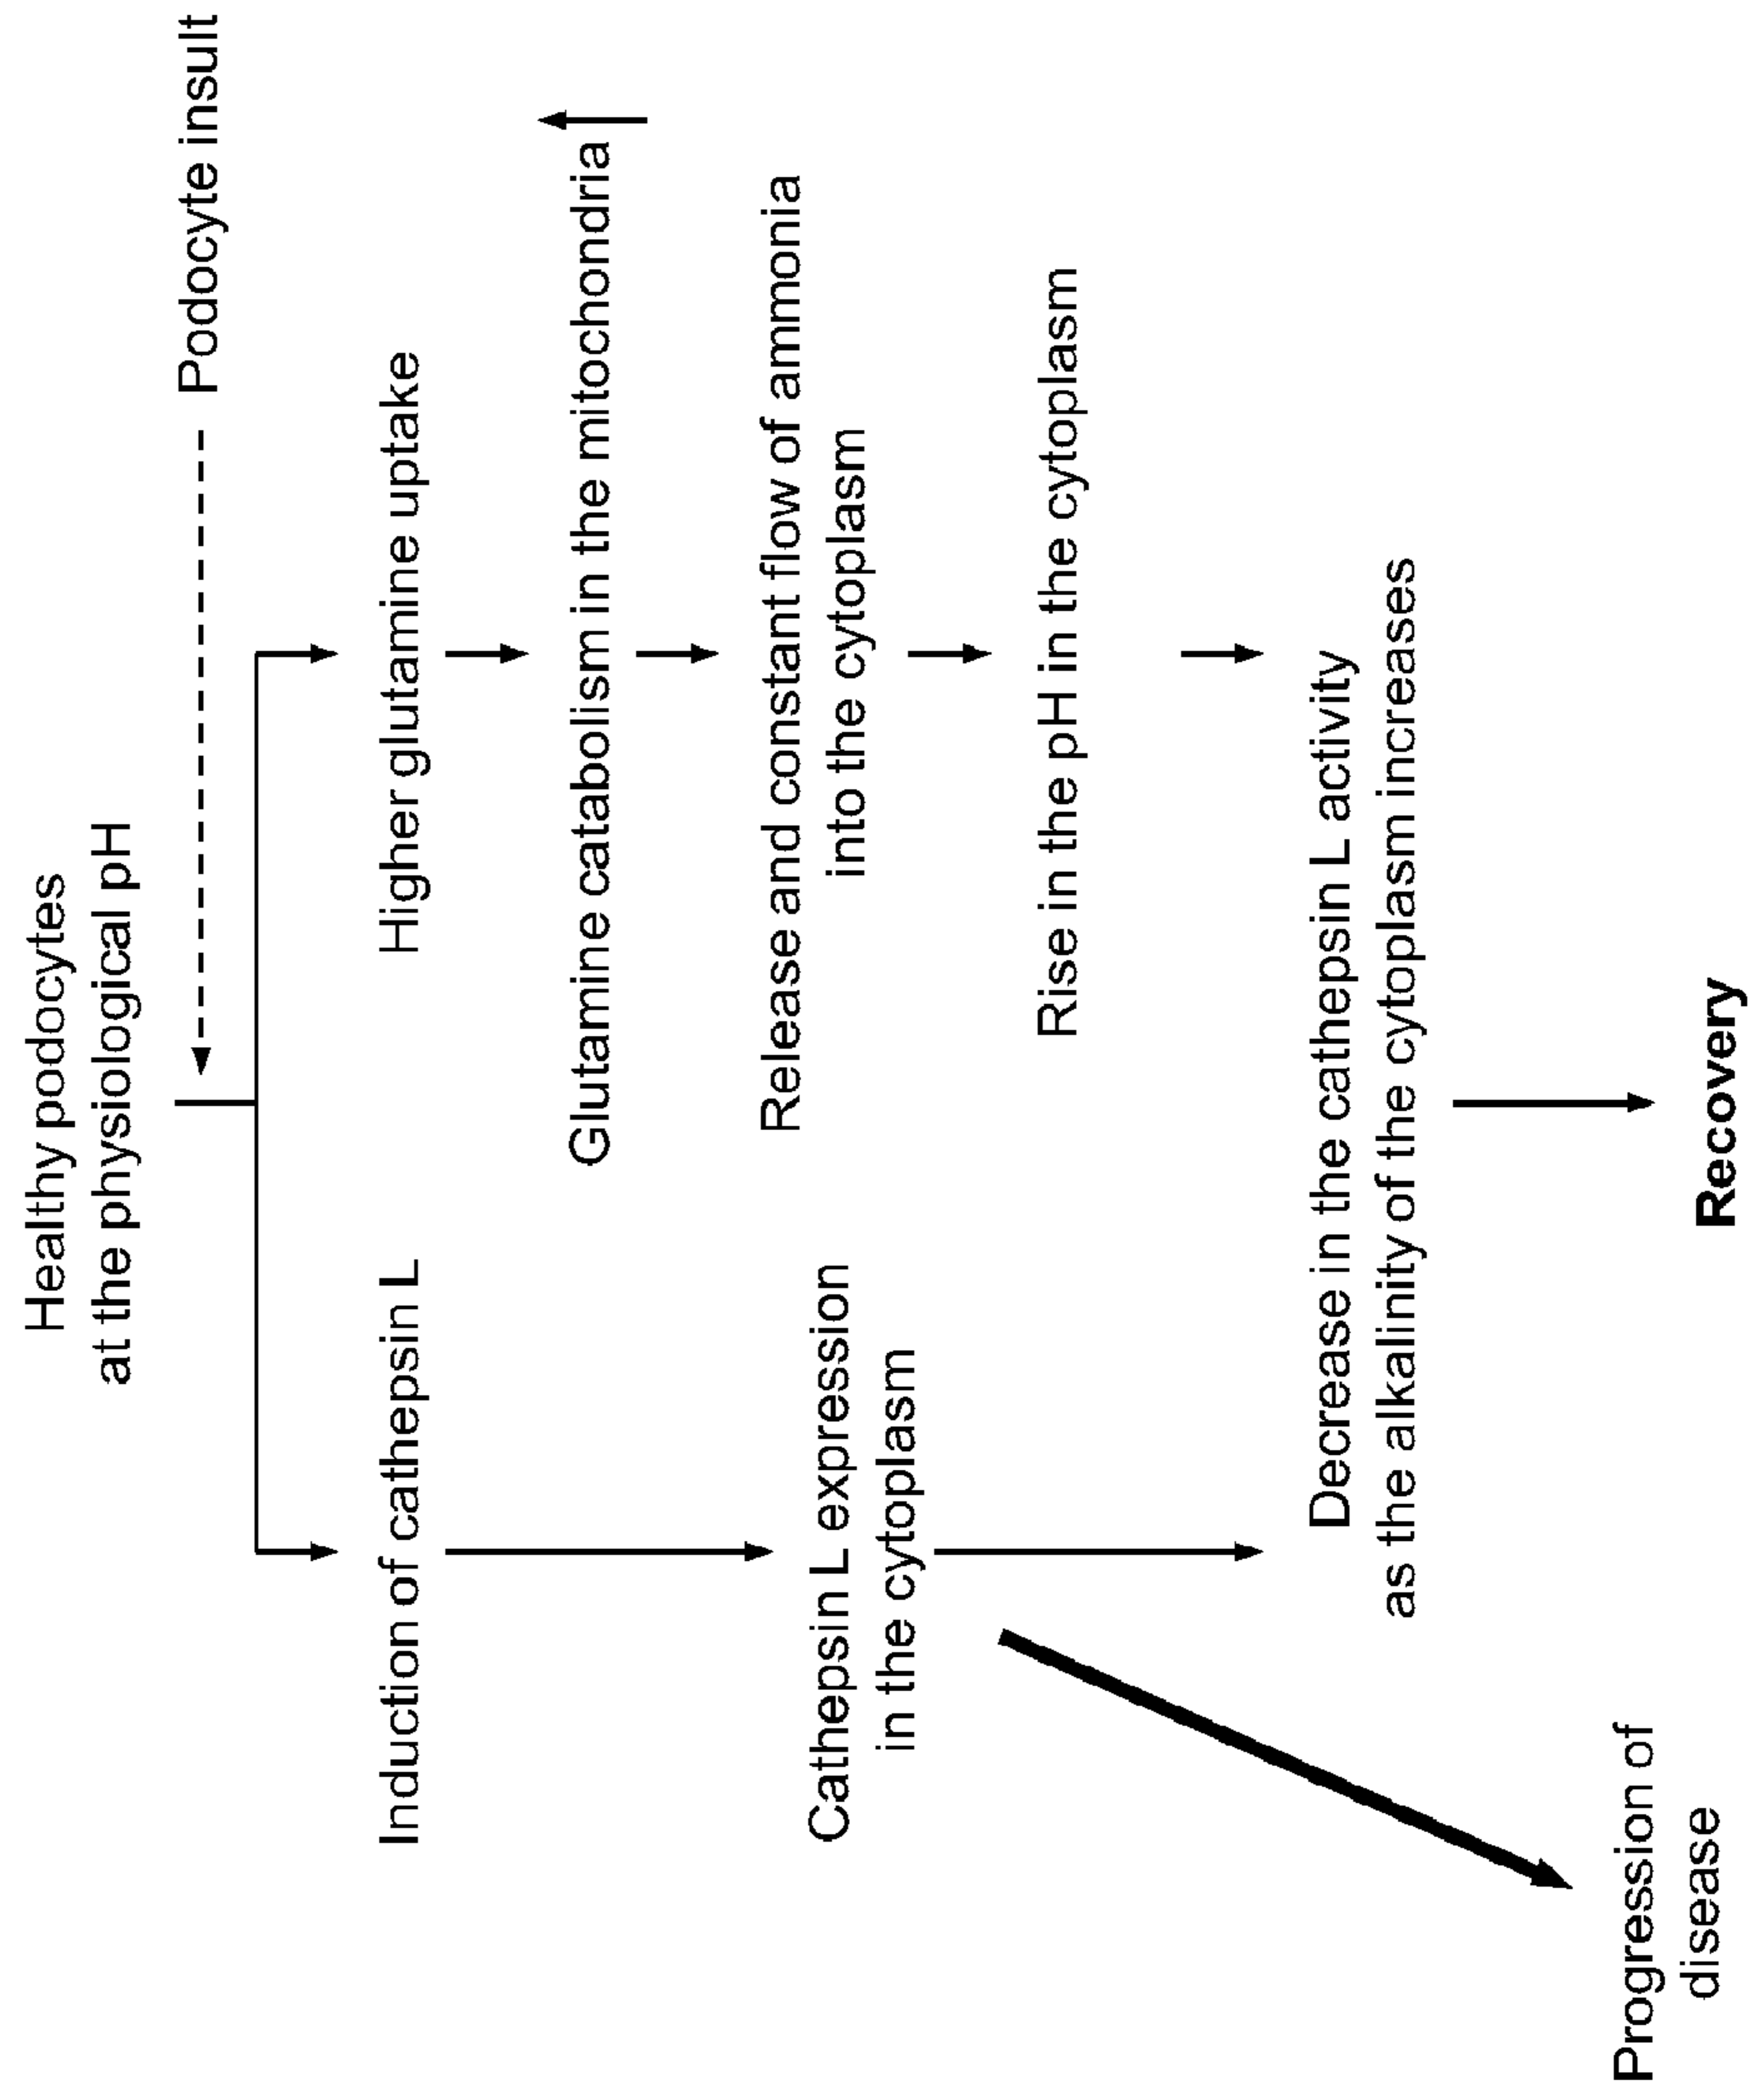 Healthy podocytes
at the physiological pH
Podocyte insult
Induction of cathepsin L
Higher glutamine uptake
Glutamine catabolism in the mitochondria
Cathepsin L expression
in the cytoplasm
Release and constant flow of ammonia
into the cytoplasm
Rise in the pH in the cytoplasm
Decrease in the cathepsin L activity
as the alkalinity of the cytoplasm increases
Progression of
disease
Recovery